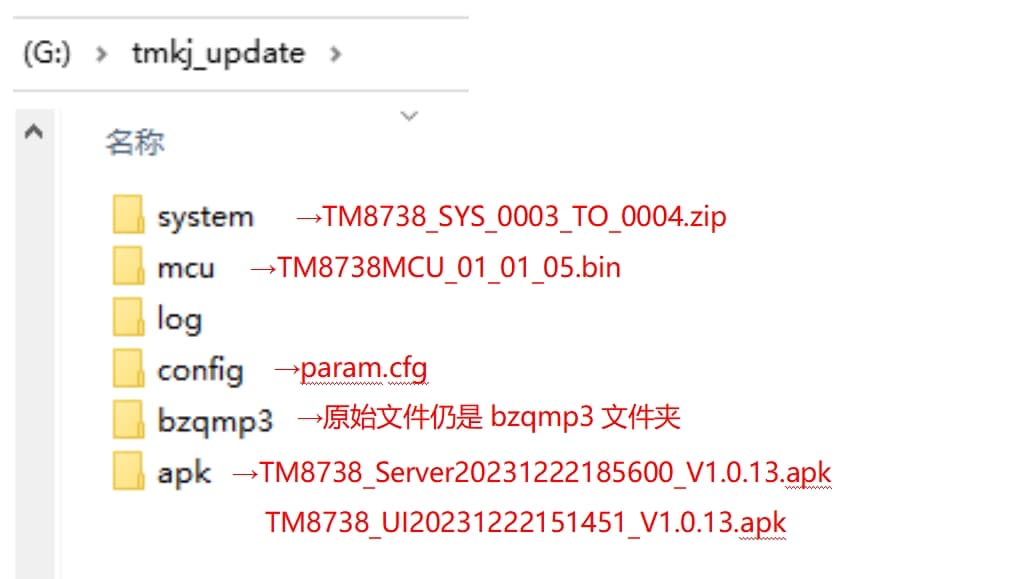 (G:) > tmkj_update >
名称
system →TM8738_SYS_0003_TO_0004.zip
mcu →TM8738MCU_01_01_05.bin
log
config →param.cfg
bzqmp3 →原始文件仍是 bzqmp3 文件夹
apk →TM8738_Server20231222185600_V1.0.13.apk
TM8738_UI20231222151451_V1.0.13.apk